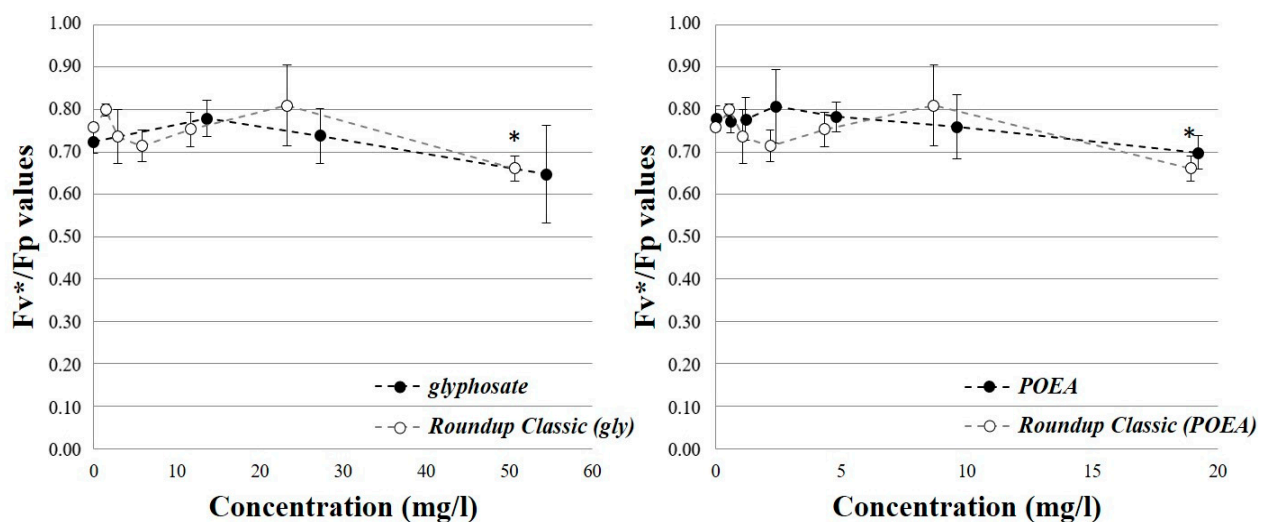 1.00
0.90
0.80
0.70
0.60
0.50
0.40
0.30
0.20
0.10
0.00
Fv*/Fp values
*
glyphosate
Roundup Classic (gly)
0 10 20 30 40 50 60
Concentration (mg/l)
1.00
0.90
0.80
0.70
0.60
0.50
0.40
0.30
0.20
0.10
0.00
Fv*/Fp values
*
POEA
Roundup Classic (POEA)
0 5 10 15 20
Concentration (mg/l)